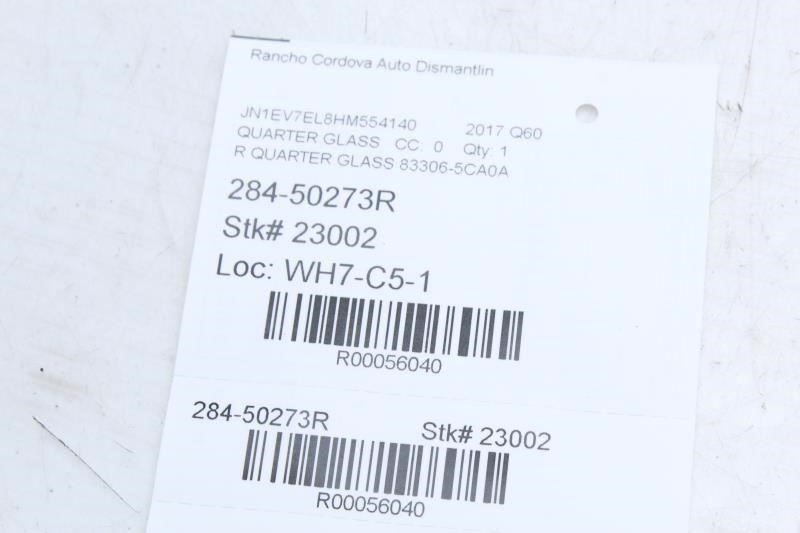 Rancho Cordova Auto Dismantlin
JN1EV7EL8HM554140 2017 Q60
QUARTER GLASS CC: 0 Qty: 1
R QUARTER GLASS 83306-5CA0A
284-50273R
Stk# 23002
Loc: WH7-C5-1
R00056040
284-50273R Stk# 23002
R00056040